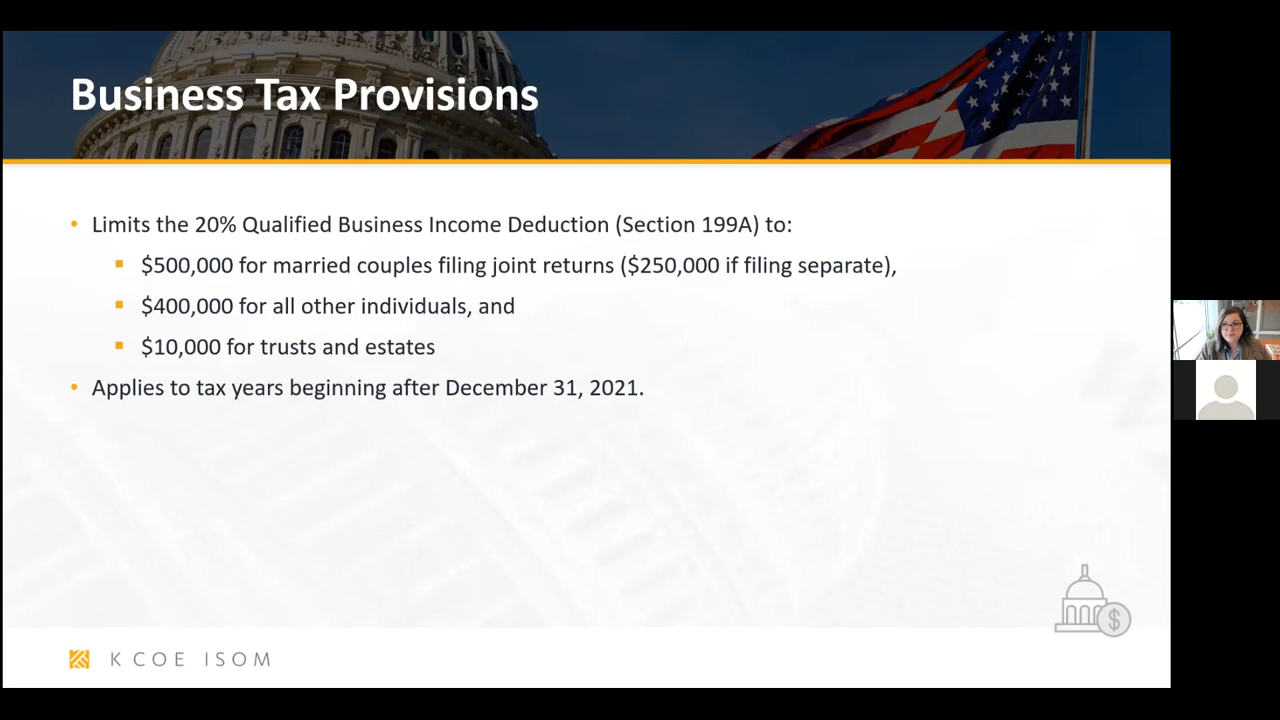 Business Tax Provisions
• Limits the 20% Qualified Business Income Deduction (Section 199A) to:
▪ $500,000 for married couples filing joint returns ($250,000 if filing separate),
▪ $400,000 for all other individuals, and
▪ $10,000 for trusts and estates
• Applies to tax years beginning after December 31, 2021.
$
K COE ISOM